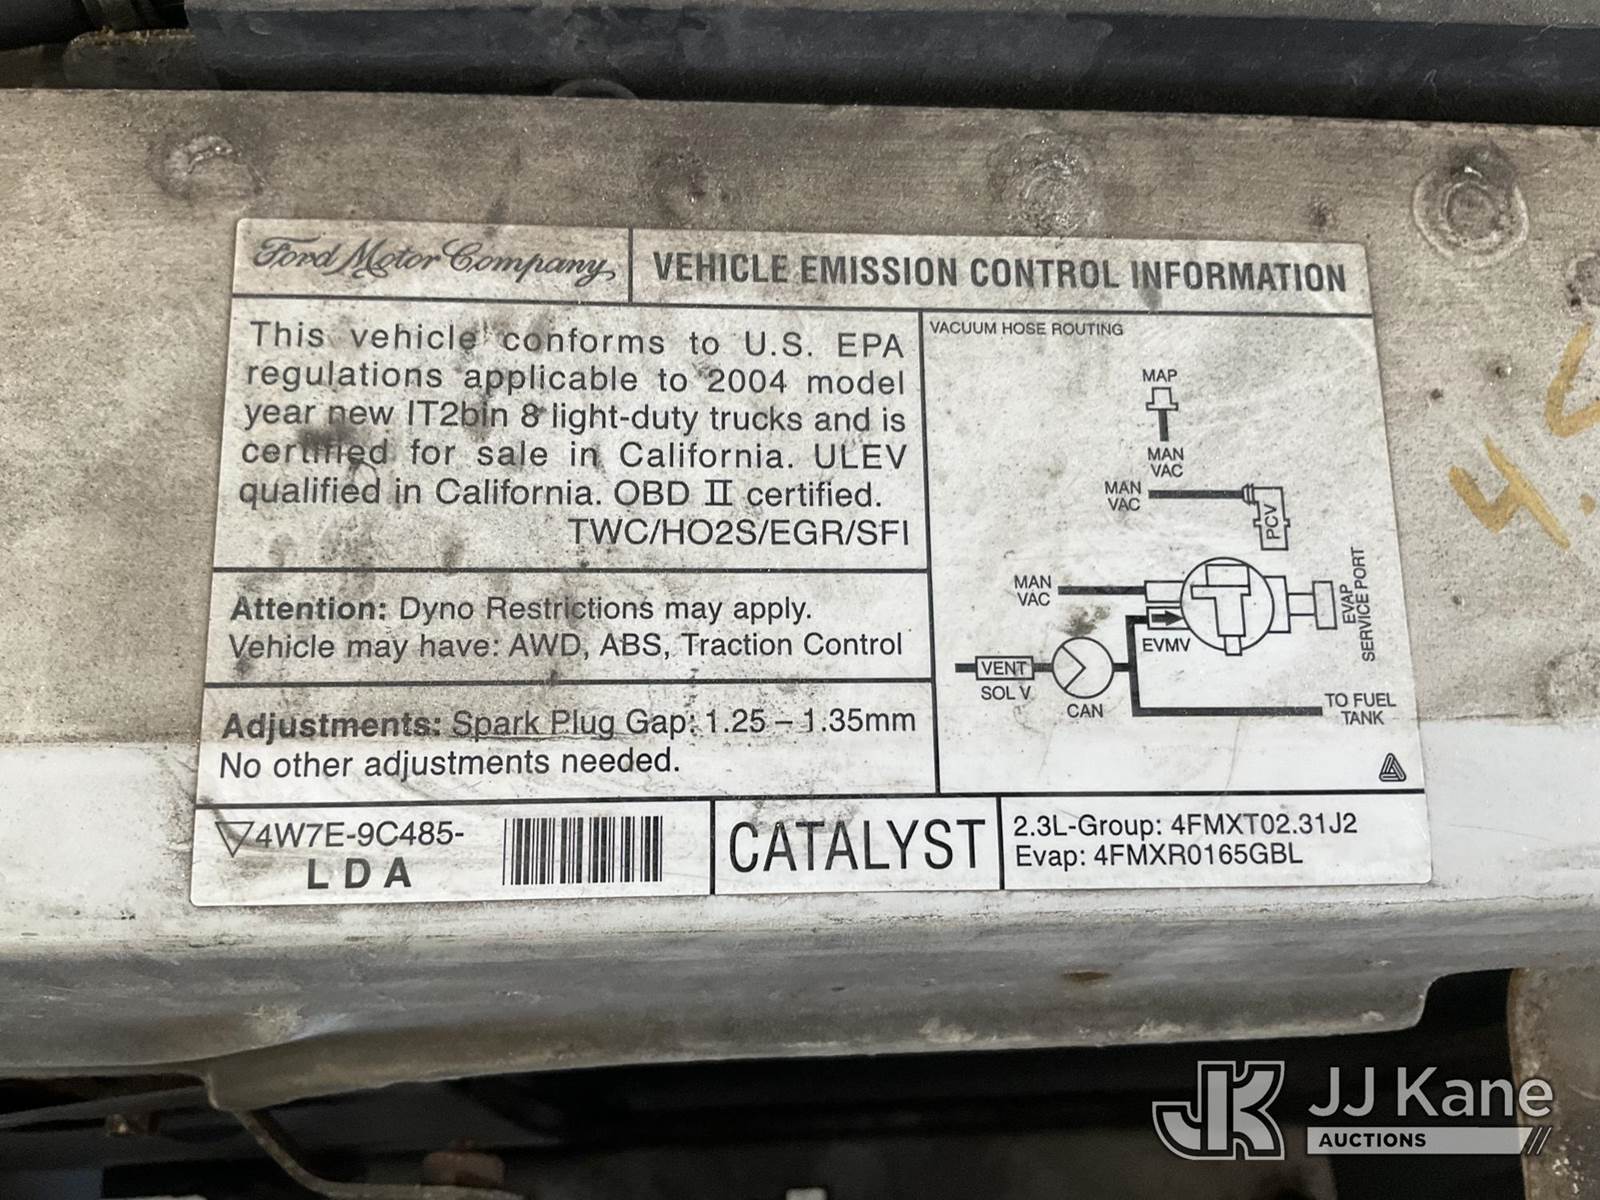 Ford Motor Company
VEHICLE EMISSION CONTROL INFORMATION
This vehicle conforms to U.S. EPA
regulations applicable to 2004 model
year new IT2bin 8 light-duty trucks and is
certified for sale in California. ULEV
qualified in California. OBD II certified.
TWC/HO2S/EGR/SFI
Attention: Dyno Restrictions may apply.
Vehicle may have: AWD, ABS, Traction Control
Adjustments: Spark Plug Gap: 1.25 – 1.35mm
No other adjustments needed.
VACUUM HOSE ROUTING
MAP
MAN
VAC
MAN
VAC
PCV
MAN
VAC
EVMV
EVAP
SERVICE PORT
VENT
SOL V
CAN
TO FUEL
TANK
4W7E-9C485-
LDA
CATALYST
2.3L-Group: 4FMXT02.31J2
Evap: 4FMXR0165GBL
JK JJ Kane
AUCTIONS